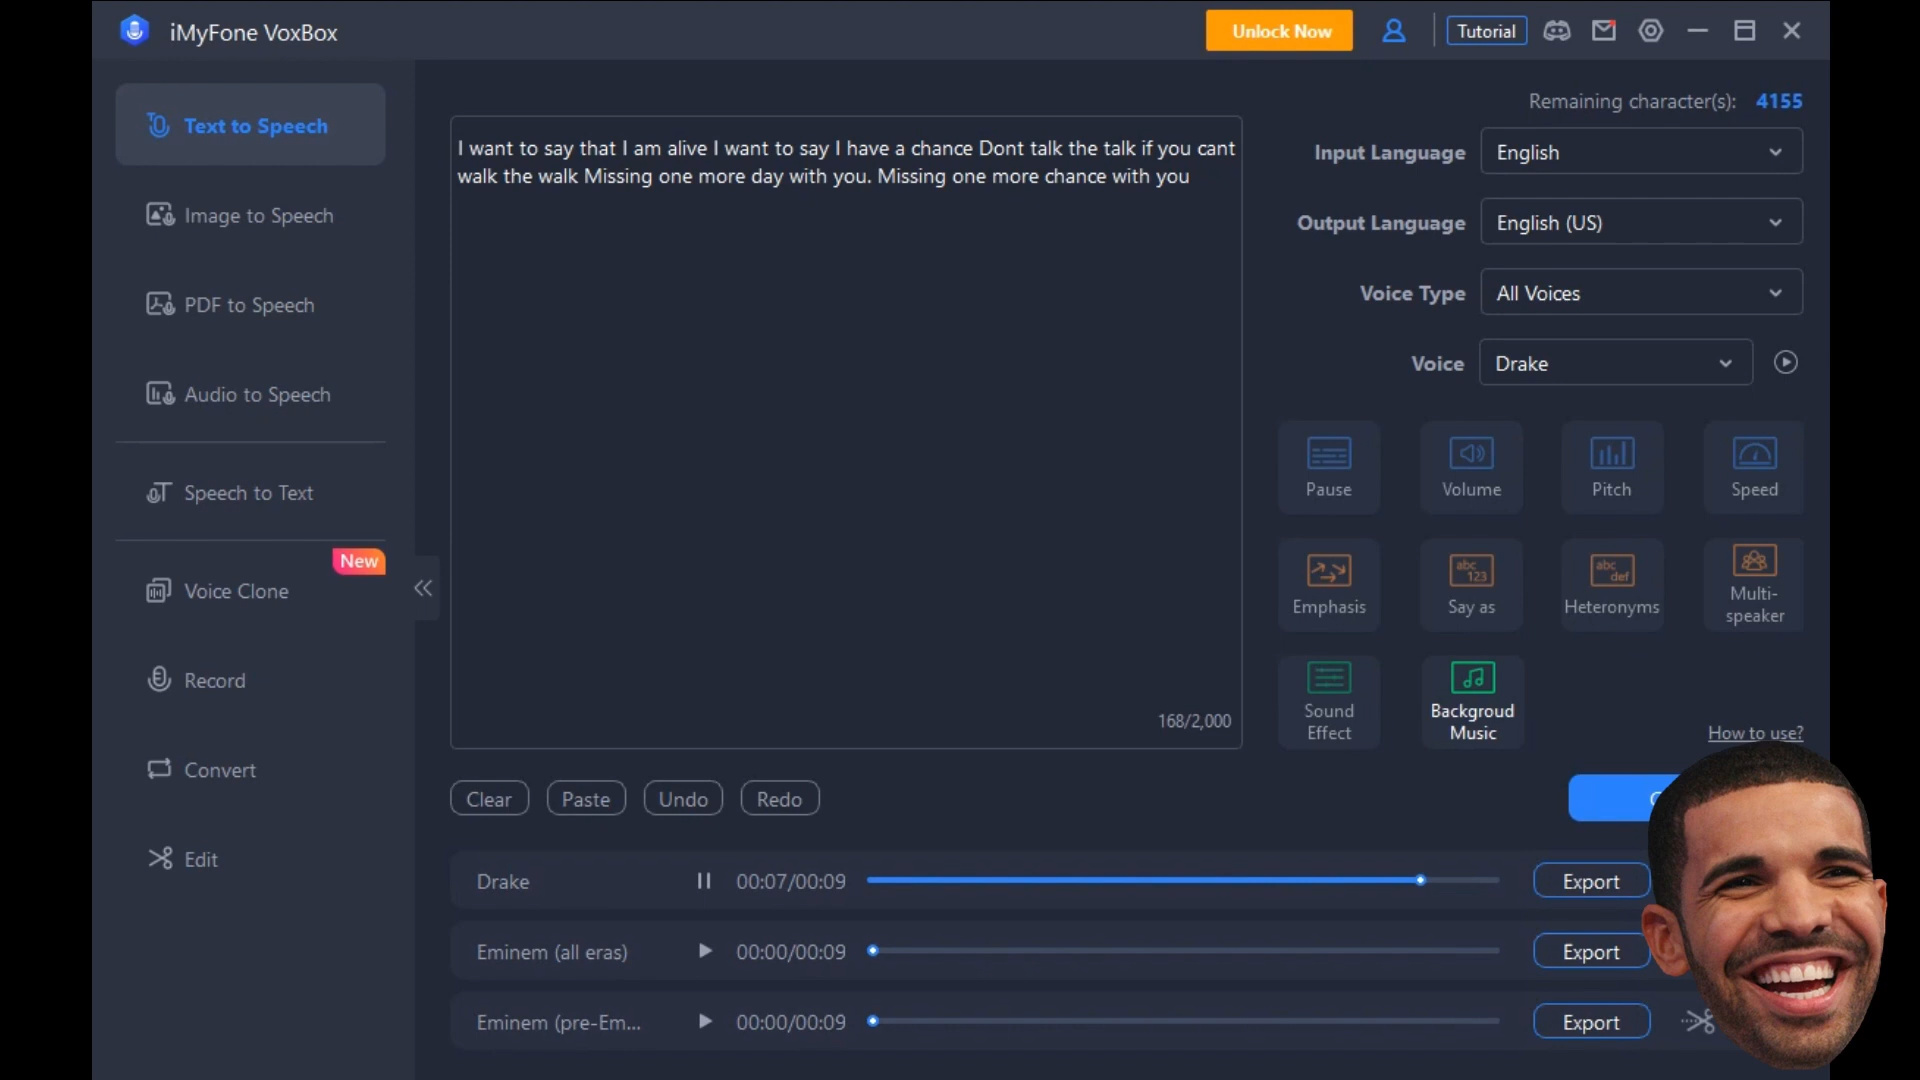 iMyFone VoxBox
Unlock Now
Tutorial
Text to Speech
Image to Speech
PDF to Speech
Audio to Speech
Speech to Text
New
Voice Clone
Record
Convert
Edit
I want to say that I am alive I want to say I have a chance Dont talk the talk if you cant
walk the walk Missing one more day with you. Missing one more chance with you
168/2,000
Remaining character(s): 4155
Input Language English
Output Language English (US)
Voice Type All Voices
Voice Drake
Pause Volume Pitch Speed
abc 123
abc def
Emphasis Say as Heteronyms Multi-
speaker
Sound Backgroud
Effect Music
How to use?
Clear Paste Undo Redo
Drake 00:07/00:09 Export
Eminem (all eras) 00:00/00:09 Export
Eminem (pre-Em... 00:00/00:09 Export